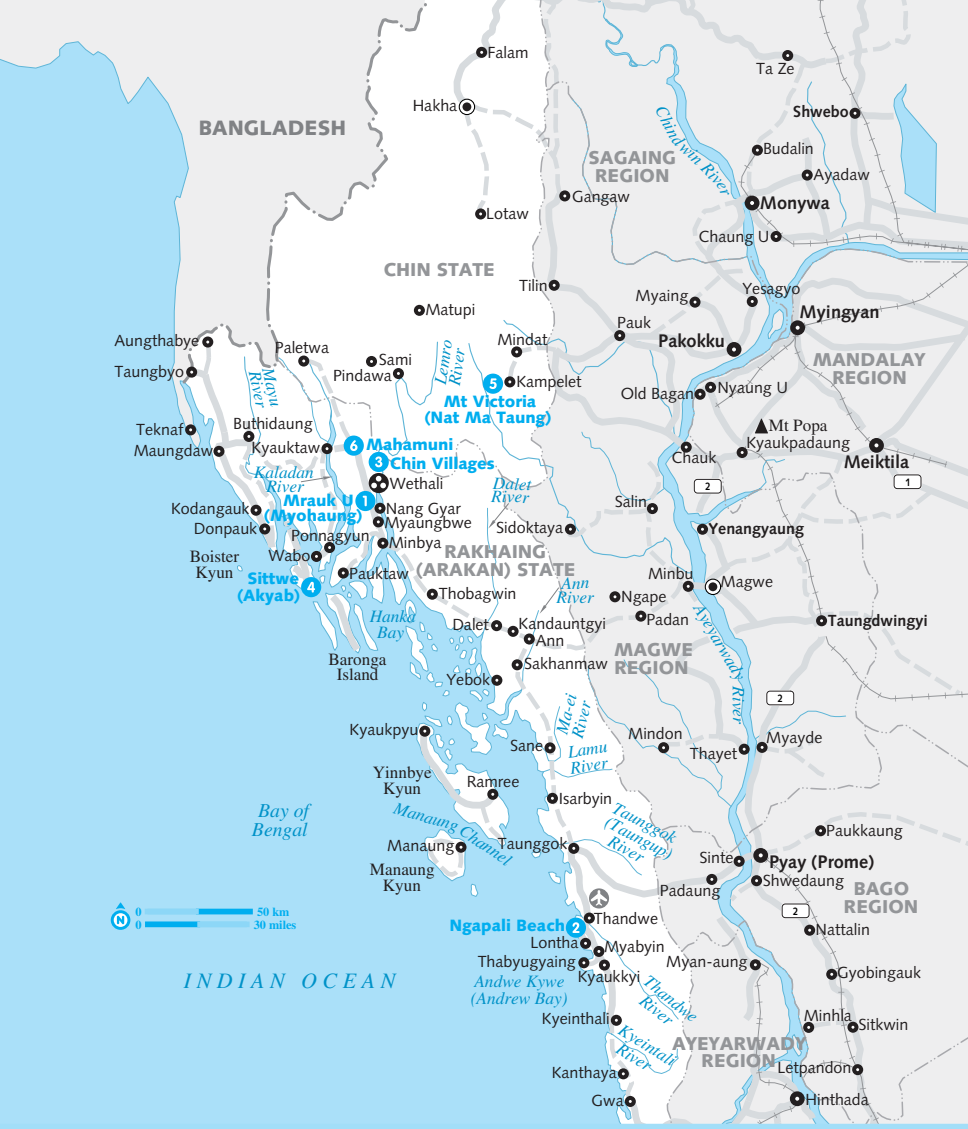 Falam
Ta Ze
Hakha
Shwebo
BANGLADESH
Chindwin River
Budalin
SAGAING
REGION
Ayadaw
Gangaw
Monywa
Lotaw
Chaung U
CHIN STATE
Tilin
Yesagyo
Myaing
Matupi
Myingyan
Pauk
Aungthabye
Paletwa
Mindat
Pakokku
MANDALAY
REGION
Sami
Lemro
River
Taungbyo
Mayu
River
Pindawa
5
Kampelet
Nyaung U
Old Bagan
Mt Victoria
(Nat Ma Taung)
Teknaf
Buthidaung
Mt Popa
Kyaukpadaung
Maungdaw
Kyauktaw
6
Mahamuni
Chauk
Meiktila
3
Chin Villages
Kaladan
River
Wethali
Dalet
River
2
1
Mrauk U
(Myohaung)
1
Nang Gyar
Salin
Kodangauk
Myaungbwe
Donpauk
Ponnagyun
Sidoktaya
Yenangyaung
Minbya
Boister
Kyun
Wabo
RAKHAING
(ARAKAN) STATE
Pauktaw
Sittwe
(Akyab)
4
Ann
River
Minbu
Magwe
Thobagwin
Ngape
Hanka
Bay
Padan
Ayeyarwady River
Dalet
Kandauntgyi
Taungdwingyi
Ann
MAGWE
REGION
Baronga
Island
Sakhanmaw
Yebok
2
Ma-ei
River
Kyaukpyu
Mindon
Myayde
Sane
Lamu
River
Thayet
Yinnbye
Kyun
Ramree
Isarbyin
Bay of
Bengal
Manaung Channel
Taunggok
(Taungup)
River
Paukkaung
Manaung
Taunggok
Sinte
Pyay (Prome)
Manaung
Kyun
Padaung
Shwedaung
BAGO
REGION
N
0
50 km
0
30 miles
2
Thandwe
Ngapali Beach
2
Nattalin
Lontha
Myabyin
Thabyugyaing
Kyaukkyi
Myan-aung
INDIAN OCEAN
Andwe Kywe
(Andrew Bay)
Gyobingauk
Thandwe
River
Kyeinthali
Minhla
Sitkwin
Kyeintali
River
AYEYARWADY
REGION
Kanthaya
Letpandon
Gwa
Hinthada